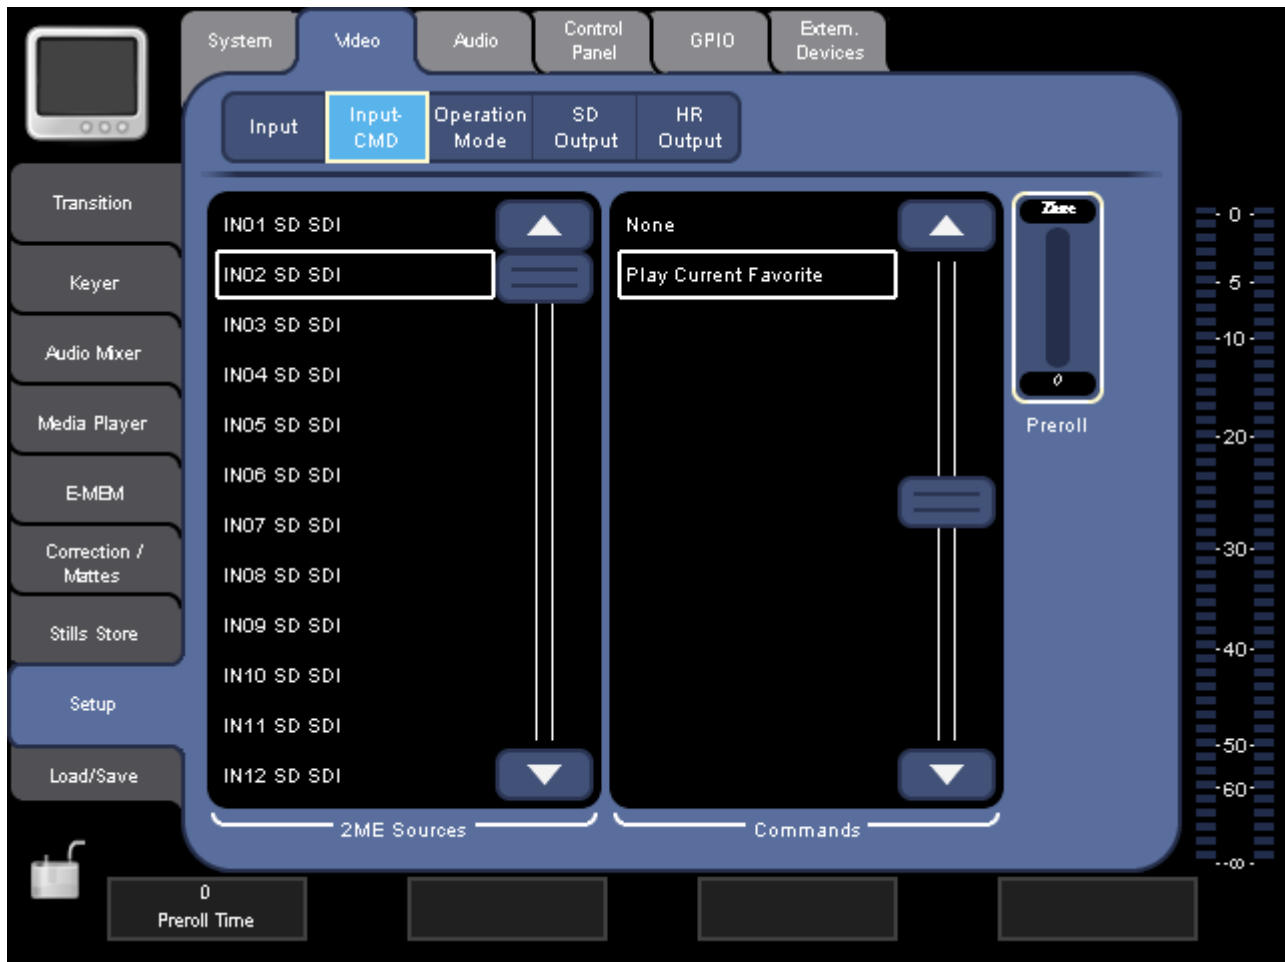 System
Video
Audio
Control
Panel
GPIO
Extern.
Devices
Input
Input-
CMD
Operation
Mode
SD
Output
HR
Output
Transition
Keyer
Audio Mixer
Media Player
E-MEM
Correction /
Mattes
Stills Store
Setup
Load/Save
IN01 SD SDI
IN02 SD SDI
IN03 SD SDI
IN04 SD SDI
IN05 SD SDI
IN06 SD SDI
IN07 SD SDI
IN08 SD SDI
IN09 SD SDI
IN10 SD SDI
IN11 SD SDI
IN12 SD SDI
2ME Sources
None
Play Current Favorite
Commands
Time
0
Preroll
- 0 -
- 5 -
-10-
-20-
-30-
-40-
-50-
-60-
--∞-
0
Preroll Time